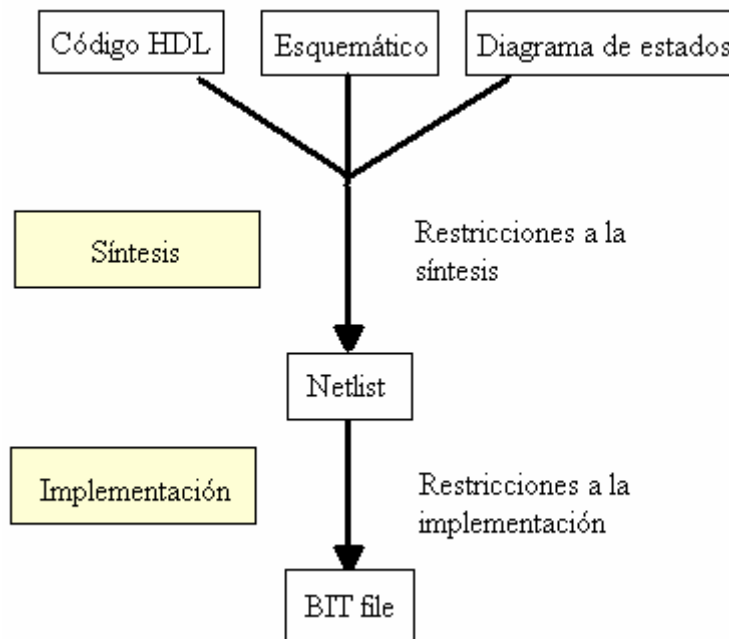 Código HDL
Esquemático
Diagrama de estados
Síntesis
Restricciones a la
síntesis
Netlist
Implementación
Restricciones a la
implementación
BIT file